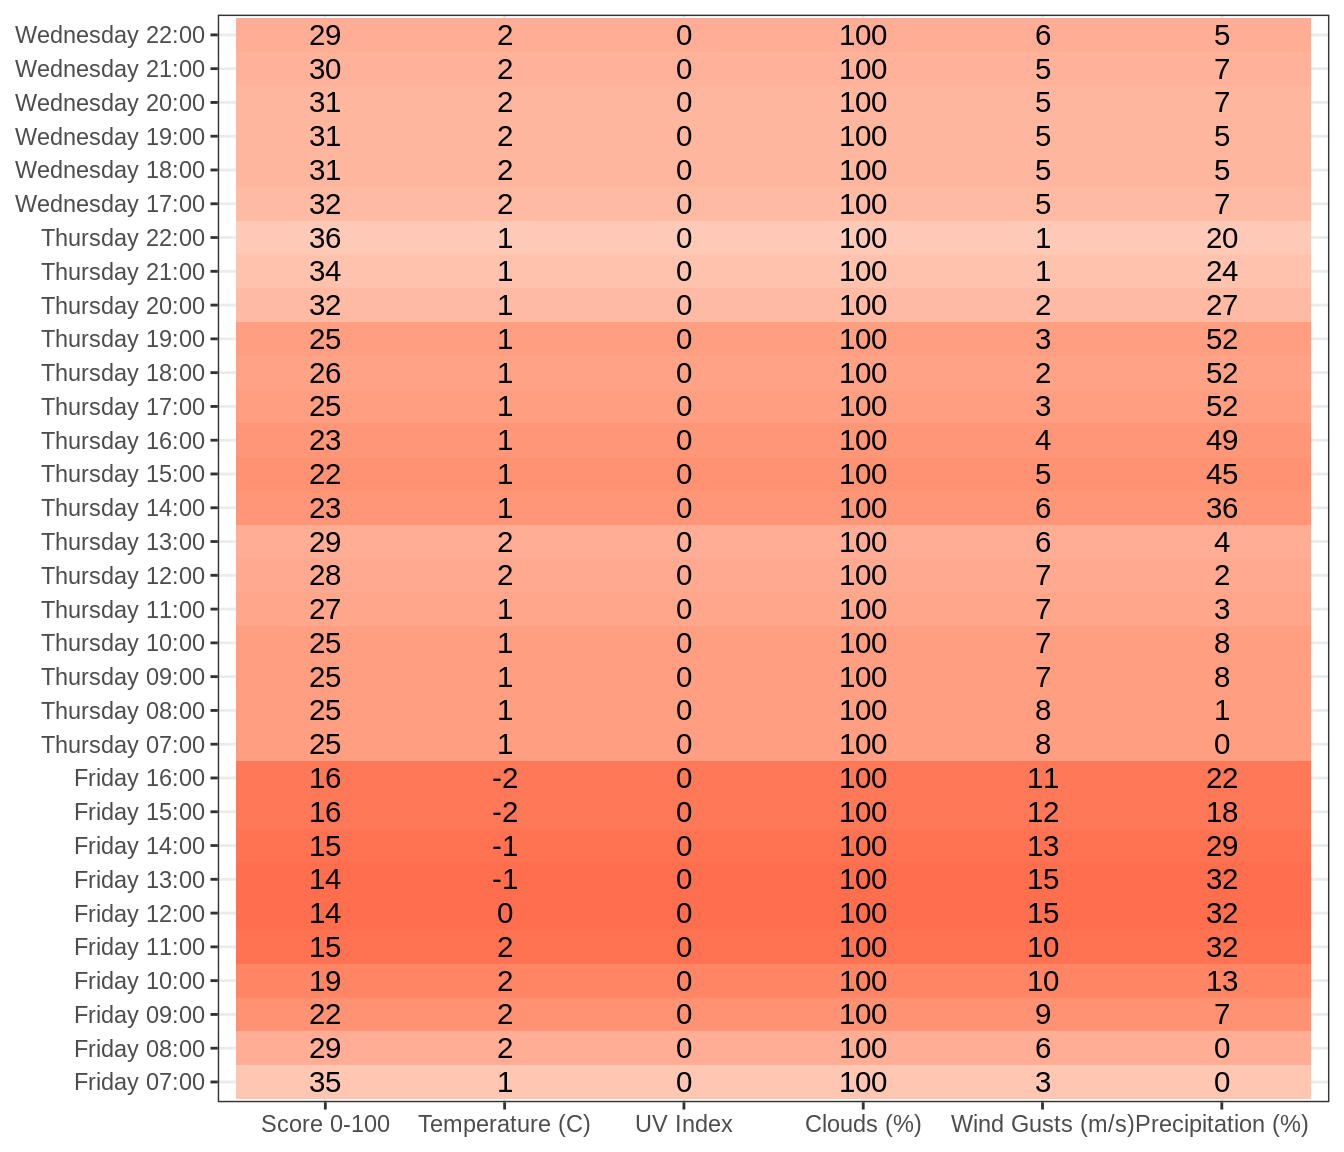 Wednesday 22:00 29 2 0 100 6 5
Wednesday 21:00 30 2 0 100 5 7
Wednesday 20:00 31 2 0 100 5 7
Wednesday 19:00 31 2 0 100 5 5
Wednesday 18:00 31 2 0 100 5 5
Wednesday 17:00 32 2 0 100 5 7
Thursday 22:00 36 1 0 100 1 20
Thursday 21:00 34 1 0 100 1 24
Thursday 20:00 32 1 0 100 2 27
Thursday 19:00 25 1 0 100 3 52
Thursday 18:00 26 1 0 100 2 52
Thursday 17:00 25 1 0 100 3 52
Thursday 16:00 23 1 0 100 4 49
Thursday 15:00 22 1 0 100 5 45
Thursday 14:00 23 1 0 100 6 36
Thursday 13:00 29 2 0 100 6 4
Thursday 12:00 28 2 0 100 7 2
Thursday 11:00 27 1 0 100 7 3
Thursday 10:00 25 1 0 100 7 8
Thursday 09:00 25 1 0 100 7 8
Thursday 08:00 25 1 0 100 8 1
Thursday 07:00 25 1 0 100 8 0
Friday 16:00 16 -2 0 100 11 22
Friday 15:00 16 -2 0 100 12 18
Friday 14:00 15 -1 0 100 13 29
Friday 13:00 14 -1 0 100 15 32
Friday 12:00 14 0 0 100 15 32
Friday 11:00 15 2 0 100 10 32
Friday 10:00 19 2 0 100 10 13
Friday 09:00 22 2 0 100 9 7
Friday 08:00 29 2 0 100 6 0
Friday 07:00 35 1 0 100 3 0
Score 0-100 Temperature (C) UV Index Clouds (%) Wind Gusts (m/s) Precipitation (%)